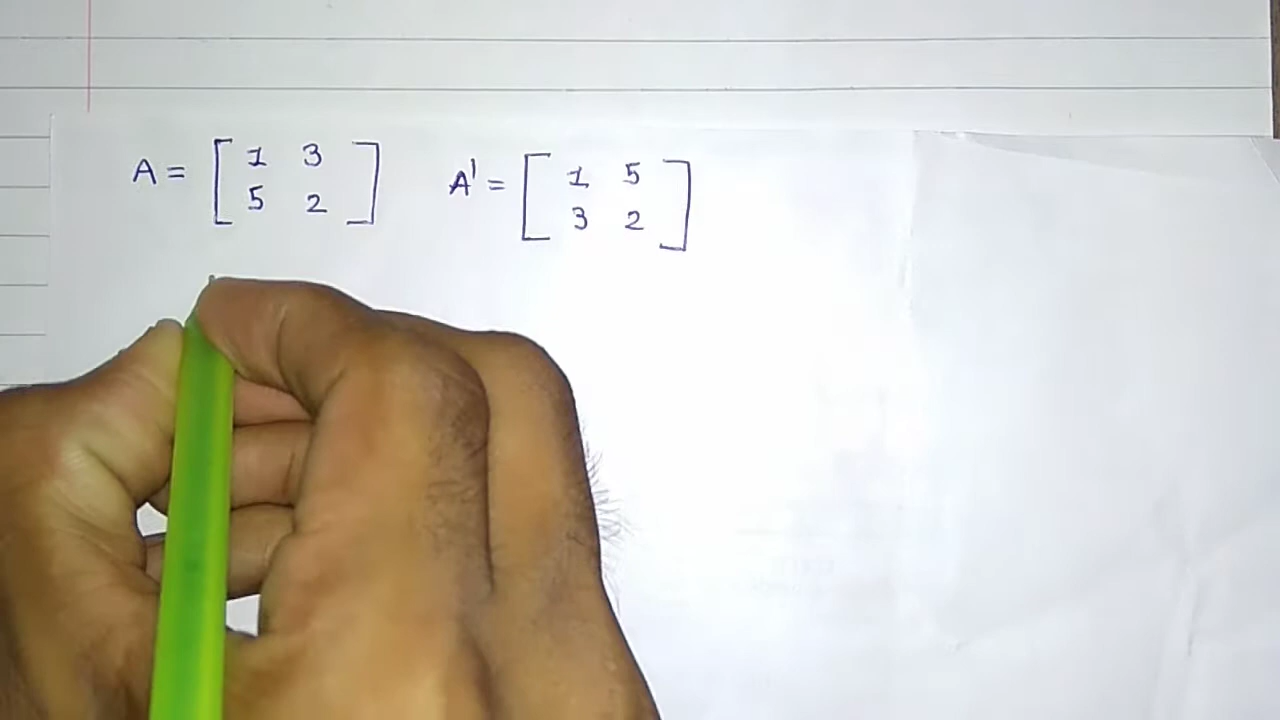 A = [ 1 3 A' = [ 1 5
5 2 ] 3 2 ]